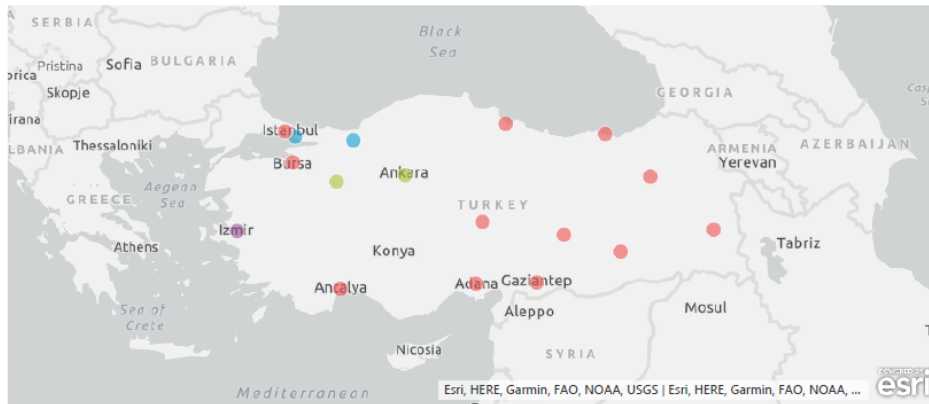 SERBIA
Black
Sea
Pristina
Sofia
BULGARIA
orica
Skopje
GEORGIA
irana
Istanbul
LBANIA
Thessaloniki
ARMENIA
AZERBAIJAN
Yerevan
Bursa
Ankara
Aegean
Sea
GREECE
TURKEY
Izmir
Athens
Konya
Tabriz
Antalya
Adana
Gaziantep
Sea of
Crete
Aleppo
Mosul
Nicosia
SYRIA
Mediterranean
Esri, HERE, Garmin, FAO, NOAA, USGS | Esri, HERE, Garmin, FAO, NOAA, ...
POWERED BY
esri